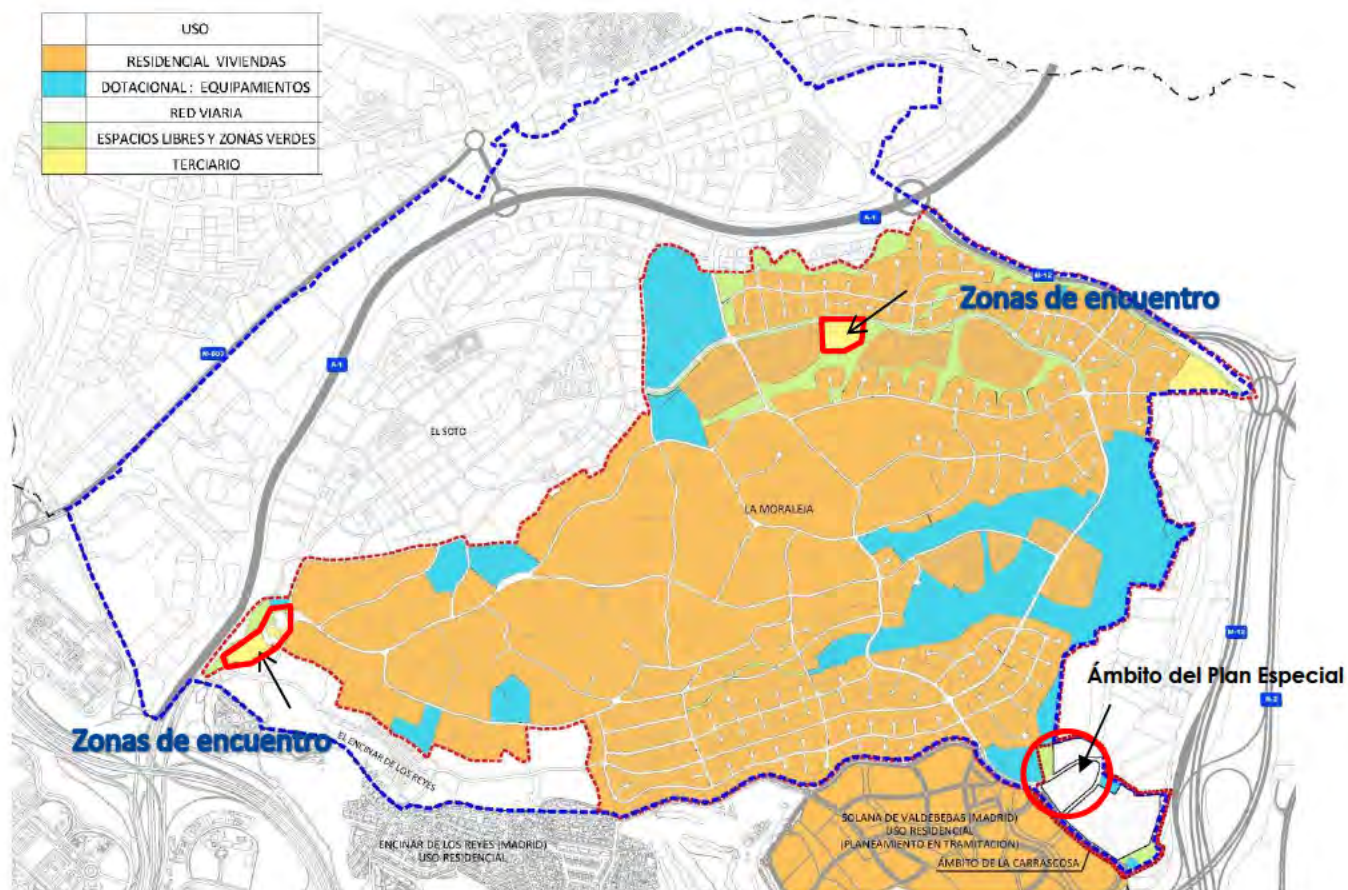 USO
RESIDENCIAL VIVIENDAS
DOTACIONAL : EQUIPAMIENTOS
RED VIARIA
ESPACIOS LIBRES Y ZONAS VERDES
TERCIARIO
A-1
M-12
Zonas de encuentro
A-1
EL SOTO
LA MORALEJA
M-12
Ámbito del Plan Especial
Zonas de encuentro
EL ENCINAR DE LOS REYES
ENCINAR DE LOS REYES (MADRID)
USO RESIDENCIAL
SOLANA DE VALDEBEBAS (MADRID)
USO RESIDENCIAL
(PLANEAMIENTO EN TRAMITACION)
ÁMBITO DE LA CARRASCOSA